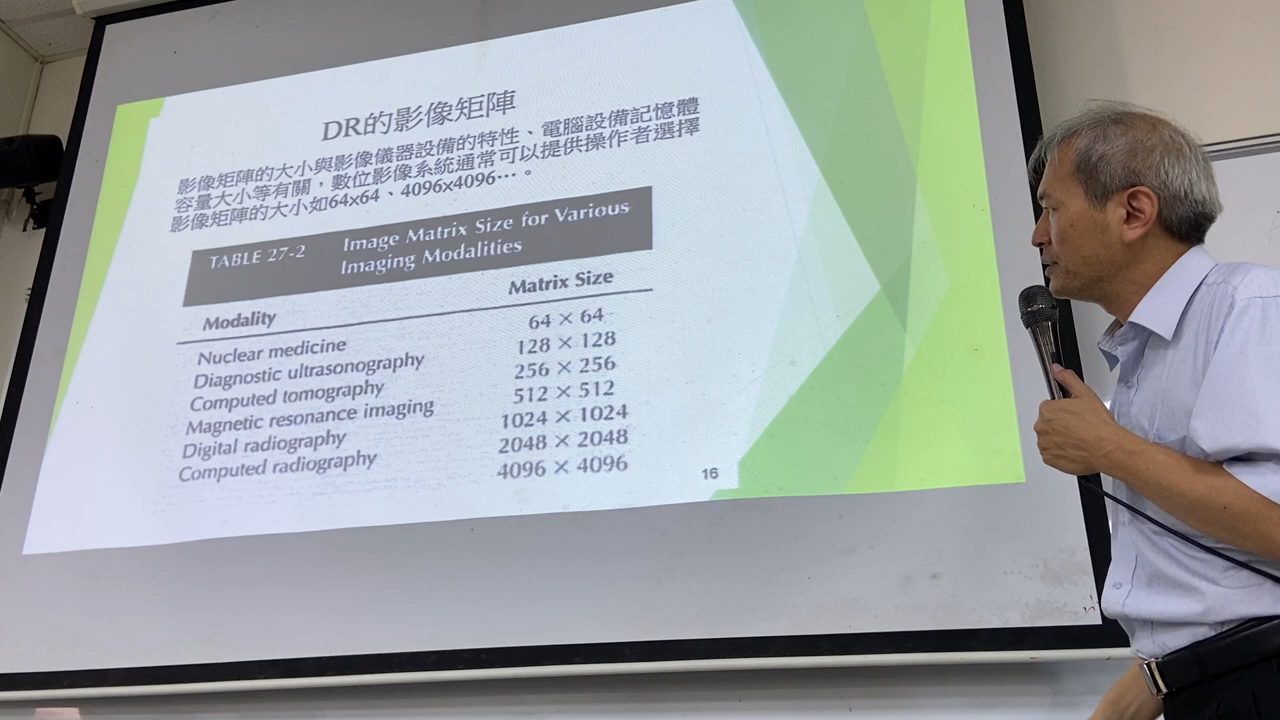 DR的影像矩陣
影像矩陣的大小與影像儀器設備的特性、電腦設備記憶體
容量大小等有關，數位影像系統通常可以提供操作者選擇
影像矩陣的大小如64x64、4096x4096…。
TABLE 27-2 Image Matrix Size for Various
Imaging Modalities
Modality Matrix Size
Nuclear medicine 64 × 64
Diagnostic ultrasonography 128 × 128
Computed tomography 256 × 256
Magnetic resonance imaging 512 × 512
Digital radiography 1024 × 1024
Computed radiography 2048 × 2048
4096 × 4096
16